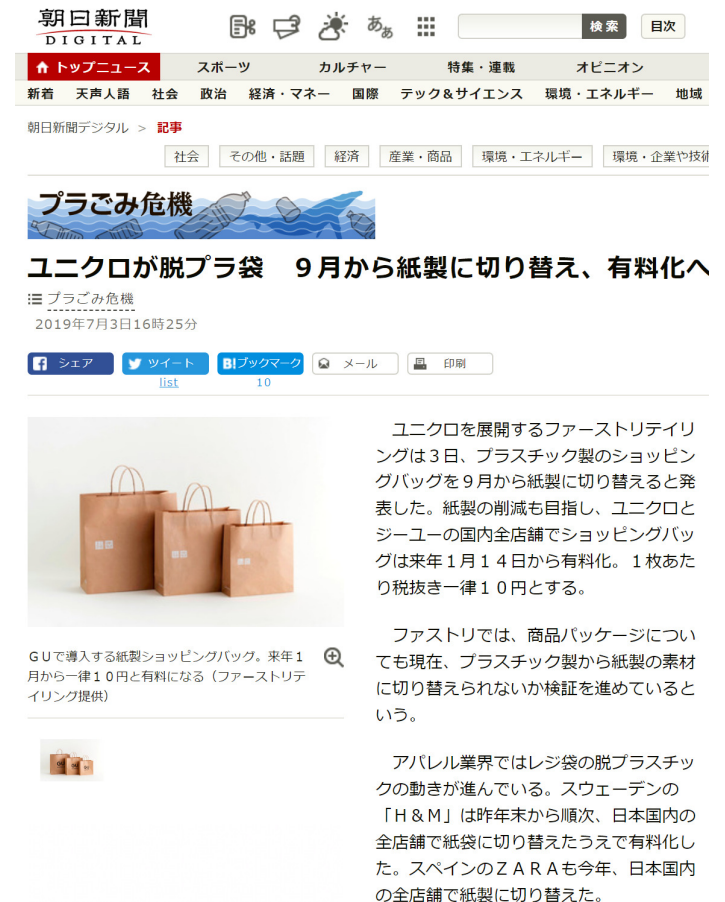 朝日新聞
DIGITAL
あぁ
検索
目次
トップニュース スポーツ カルチャー 特集・連載 オピニオン
新着 天声人語 社会 政治 経済・マネー 国際 テック＆サイエンス 環境・エネルギー 地域
朝日新聞デジタル > 記事
社会 その他・話題 経済 産業・商品 環境・エネルギー 環境・企業や技術
プラごみ危機
ユニクロが脱プラ袋　９月から紙製に切り替え、有料化へ
プラごみ危機
2019年7月3日16時25分
シェア ツイート B!ブックマーク メール 印刷
list 10
ユニクロを展開するファーストリテイリ
ングは３日、プラスチック製のショッピン
グバッグを９月から紙製に切り替えると発
表した。紙製の削減も目指し、ユニクロと
ジーユーの国内全店舗でショッピングバッ
グは来年１月１４日から有料化。１枚あた
り税抜き一律１０円とする。
ファストリでは、商品パッケージについ
ても現在、プラスチック製から紙製の素材
に切り替えられないか検証を進めていると
いう。
アパレル業界ではレジ袋の脱プラスチッ
クの動きが進んでいる。スウェーデンの
「Ｈ＆Ｍ」は昨年末から順次、日本国内の
全店舗で紙袋に切り替えたうえで有料化し
た。スペインのＺＡＲＡも今年、日本国内
の全店舗で紙製に切り替えた。
ＧＵで導入する紙製ショッピングバッグ。来年１
月から一律１０円と有料になる（ファーストリテ
イリング提供）